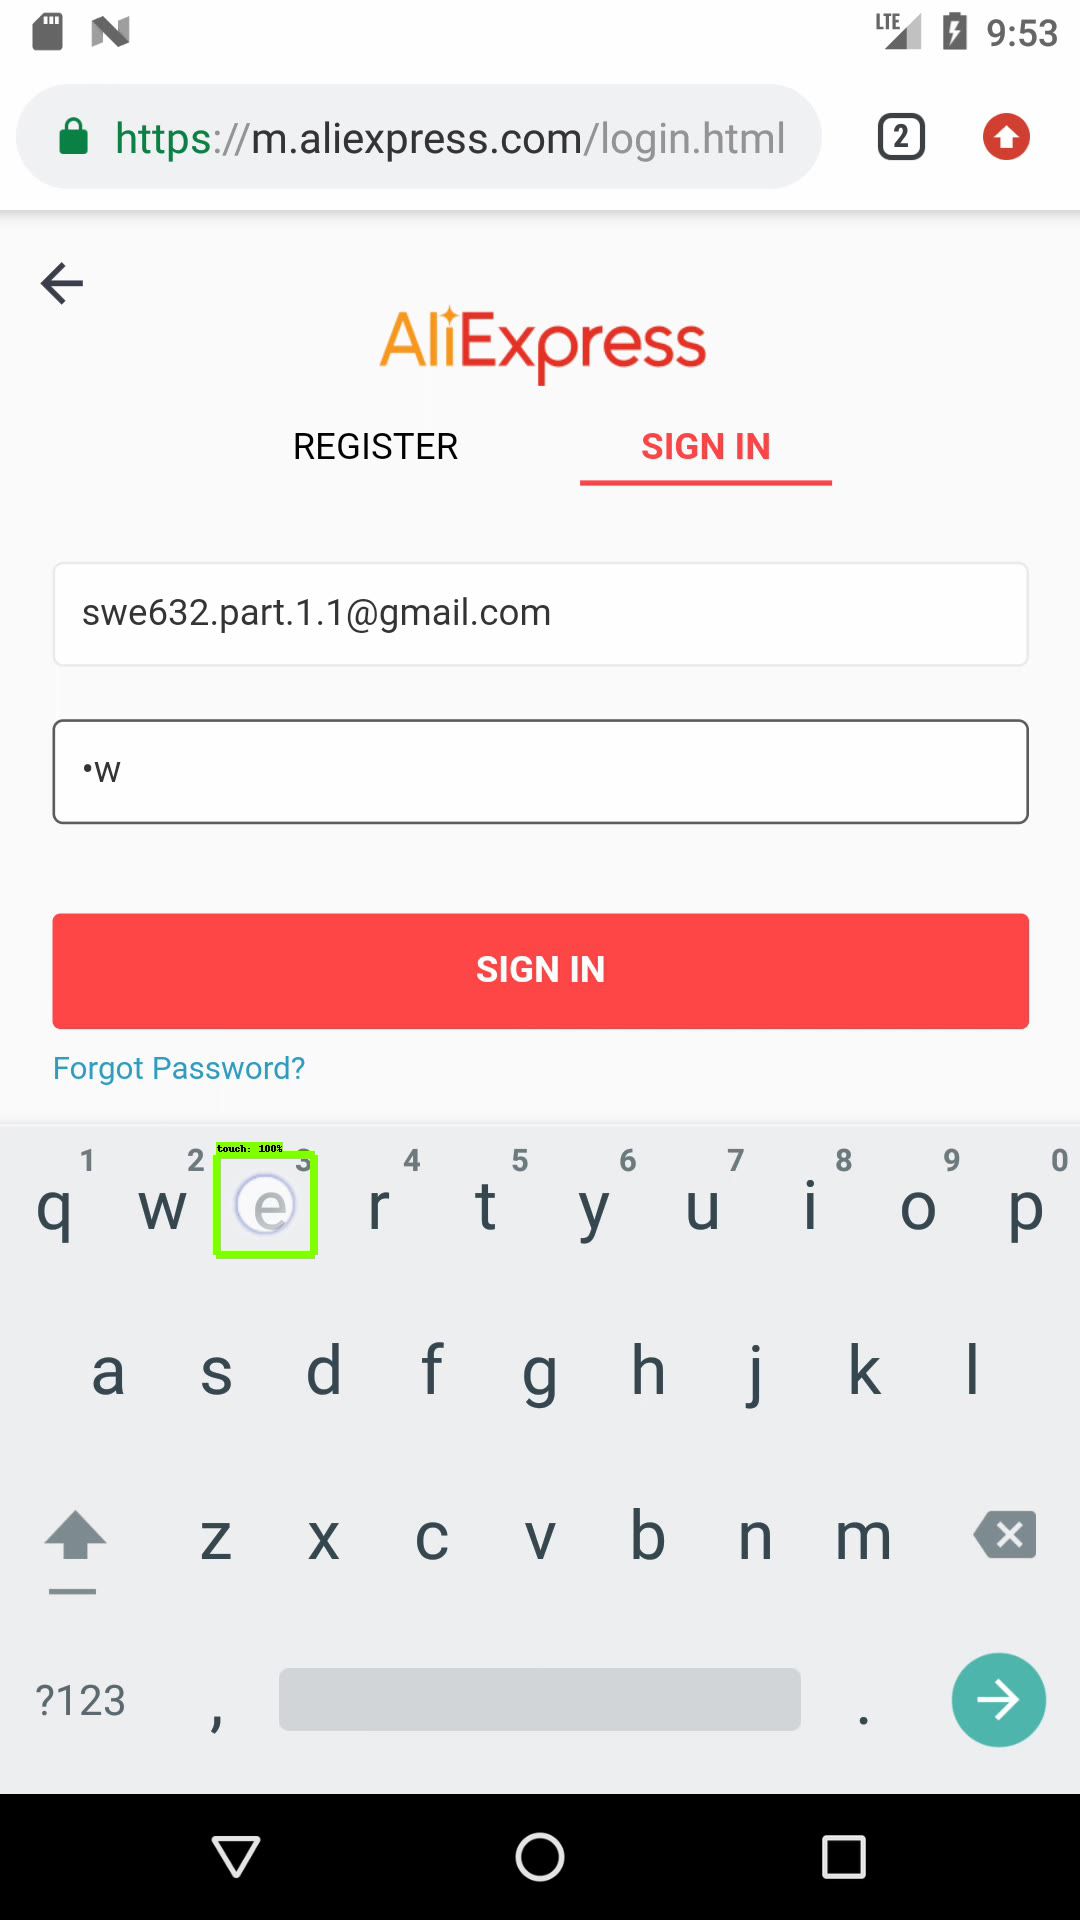 LTE 9:53
https://m.aliexpress.com/login.html 2
AliExpress
REGISTER SIGN IN
swe632.part.1.1@gmail.com
•w
SIGN IN
Forgot Password?
touch: 100%
1 2 3 4 5 6 7 8 9 0
q w e r t y u i o p
a s d f g h j k l
z x c v b n m
?123 , .